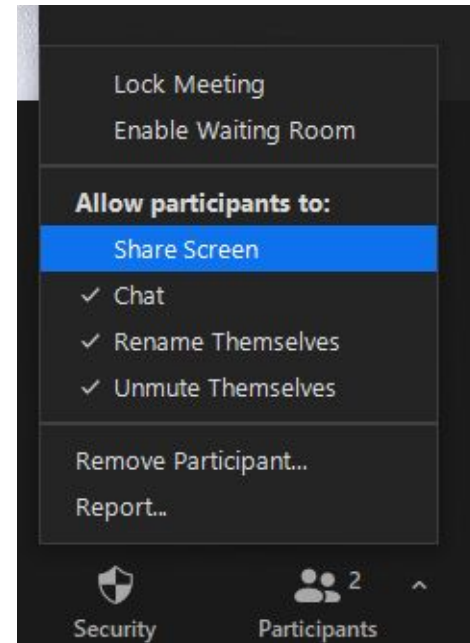 Lock Meeting
Enable Waiting Room
Allow participants to:
Share Screen
✓ Chat
✓ Rename Themselves
✓ Unmute Themselves
Remove Participant...
Report...
2
Security Participants